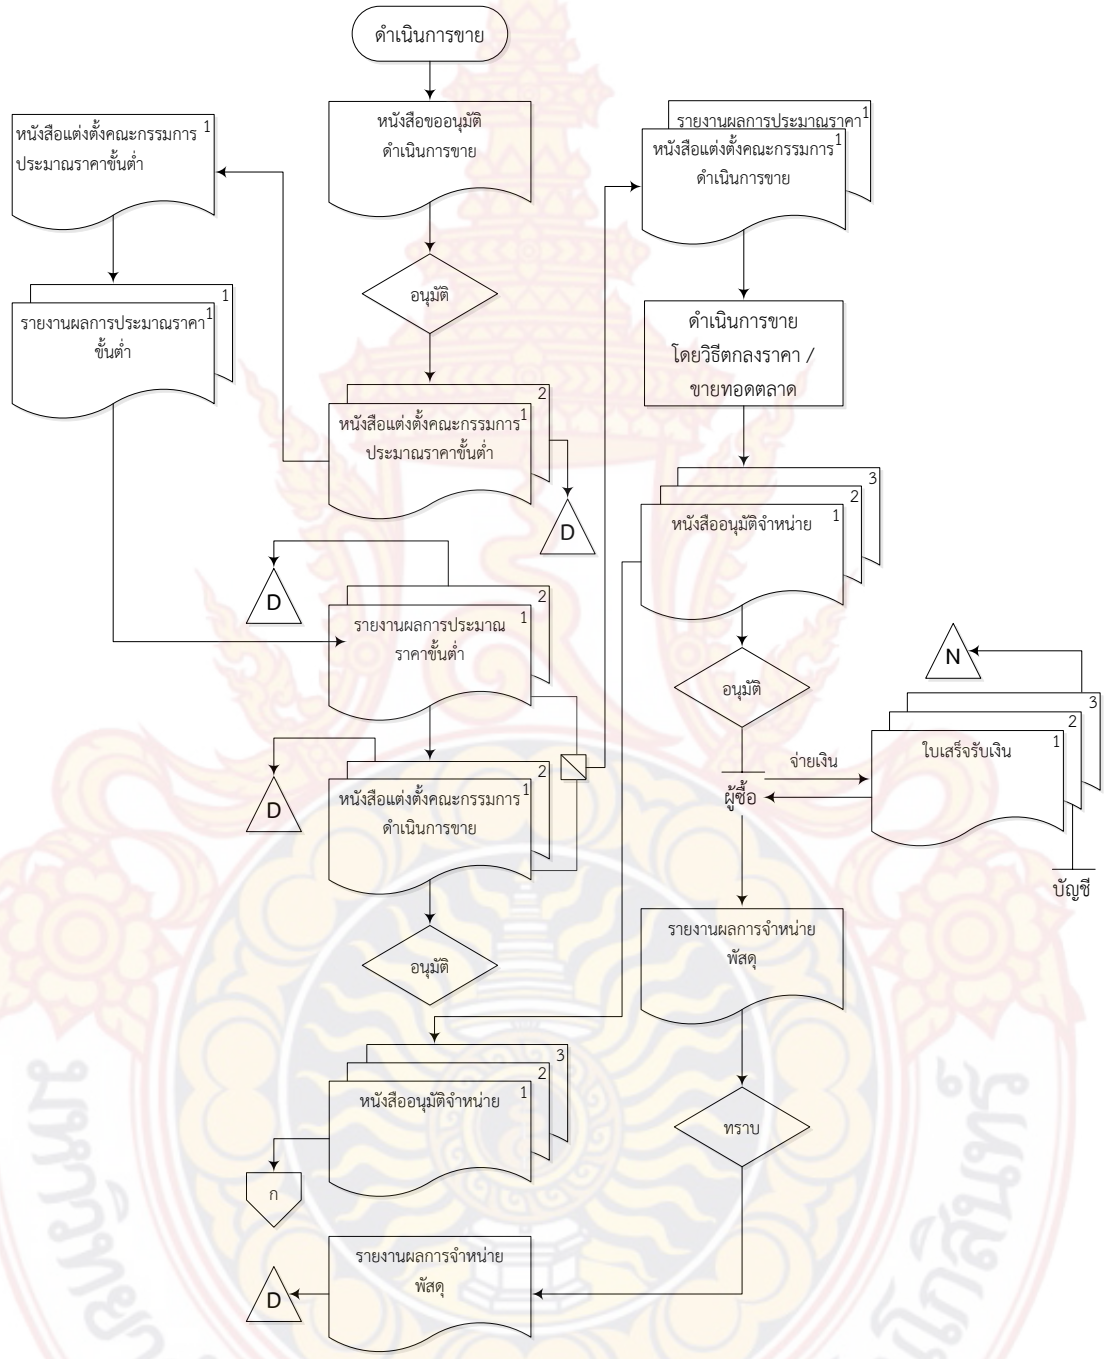 ดำเนินการขาย
หนังสือขออนุมัติ
ดำเนินการขาย
อนุมัติ
หนังสือแต่งตั้งคณะกรรมการ 1
ประมาณราคาขั้นต่ำ
1
รายงานผลการประมาณราคา 1
ขั้นต่ำ
2
หนังสือแต่งตั้งคณะกรรมการ 1
ประมาณราคาขั้นต่ำ
D
D
2
รายงานผลการประมาณ 1
ราคาขั้นต่ำ
D
2
หนังสือแต่งตั้งคณะกรรมการ 1
ดำเนินการขาย
อนุมัติ
3
2
หนังสืออนุมัติจำหน่าย 1
ก
รายงานผลการจำหน่าย
พัสดุ
D
รายงานผลการประมาณราคา 1
หนังสือแต่งตั้งคณะกรรมการ 1
ดำเนินการขาย
ดำเนินการขาย
โดยวิธีตกลงราคา /
ขายทอดตลาด
3
2
หนังสืออนุมัติจำหน่าย 1
อนุมัติ
ผู้ซื้อ
จ่ายเงิน
N
3
2
ใบเสร็จรับเงิน 1
บัญชี
รายงานผลการจำหน่าย
พัสดุ
ทราบ